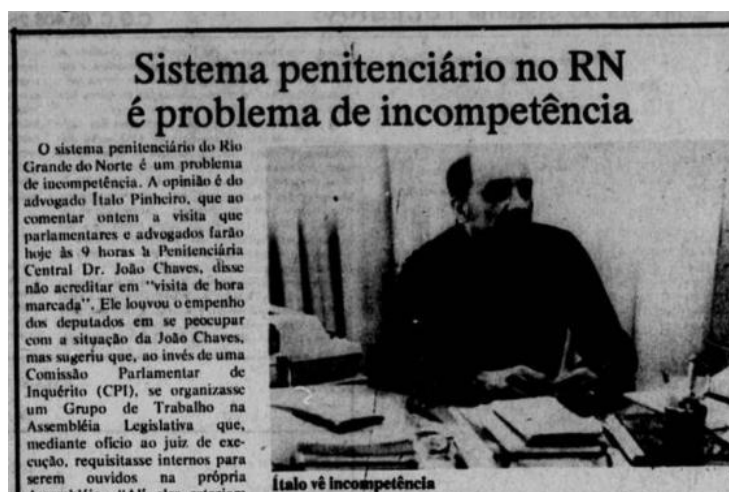 Sistema penitenciário no RN
é problema de incompetência
O sistema penitenciário do Rio
Grande do Norte é um problema
de incompetência. A opinião é do
advogado Ítalo Pinheiro, que ao
comentar ontem a visita que
parlamentares e advogados farão
hoje às 9 horas à Penitenciária
Central Dr. João Chaves, disse
não acreditar em "visita de hora
marcada". Ele louvou o empenho
dos deputados em se peocupar
com a situação da João Chaves,
mas sugeriu que, ao invés de uma
Comissão Parlamentar de
Inquérito (CPI), se organizasse
um Grupo de Trabalho na
Assembléia Legislativa que,
mediante ofício ao juiz de exe-
cução, requisitasse internos para
serem ouvidos na própria
Ítalo vê incompetência